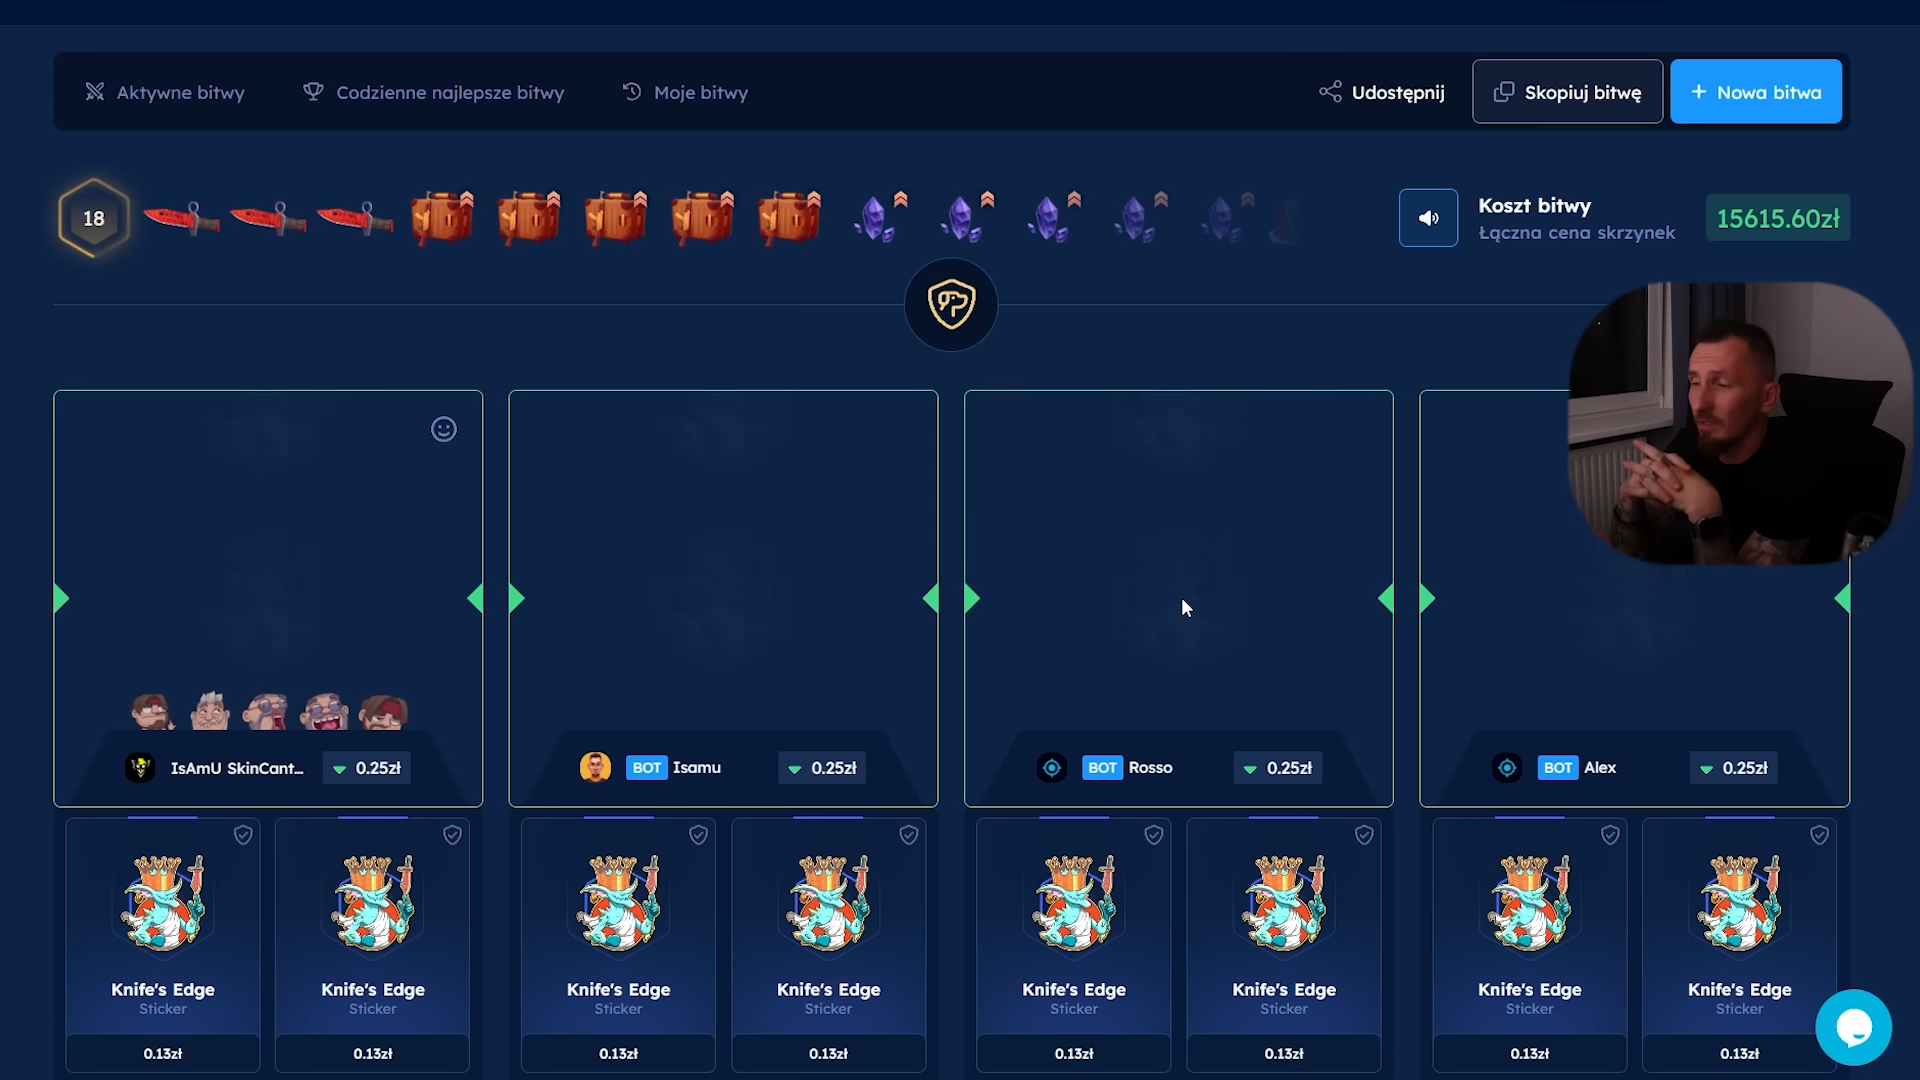 Aktywne bitwy
Codzienne najlepsze bitwy
Moje bitwy
Udostępnij
Skopiuj bitwę
+ Nowa bitwa
18
Koszt bitwy
Łączna cena skrzynek
15615.60zł
IsAmU SkinCant...
0.25zł
BOT Isamu
0.25zł
BOT Rosso
0.25zł
BOT Alex
0.25zł
Knife's Edge
Sticker
0.13zł
Knife's Edge
Sticker
0.13zł
Knife's Edge
Sticker
0.13zł
Knife's Edge
Sticker
0.13zł
Knife's Edge
Sticker
0.13zł
Knife's Edge
Sticker
0.13zł
Knife's Edge
Sticker
0.13zł
Knife's Edge
Sticker
0.13zł